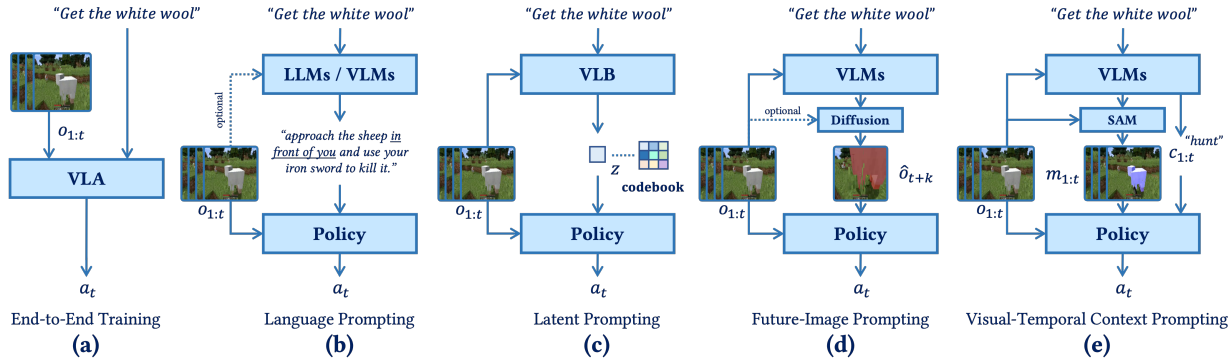 “Get the white wool”
o1:t
VLA
at
End-to-End Training
(a)
“Get the white wool”
LLMs / VLMs
optional
“approach the sheep in
front of you and use your
iron sword to kill it.”
o1:t
Policy
at
Language Prompting
(b)
“Get the white wool”
VLB
z
codebook
o1:t
Policy
at
Latent Prompting
(c)
“Get the white wool”
VLMs
optional
Diffusion
ôt+k
o1:t
Policy
at
Future-Image Prompting
(d)
“Get the white wool”
VLMs
SAM
“hunt”
c1:t
m1:t
o1:t
Policy
at
Visual-Temporal Context Prompting
(e)